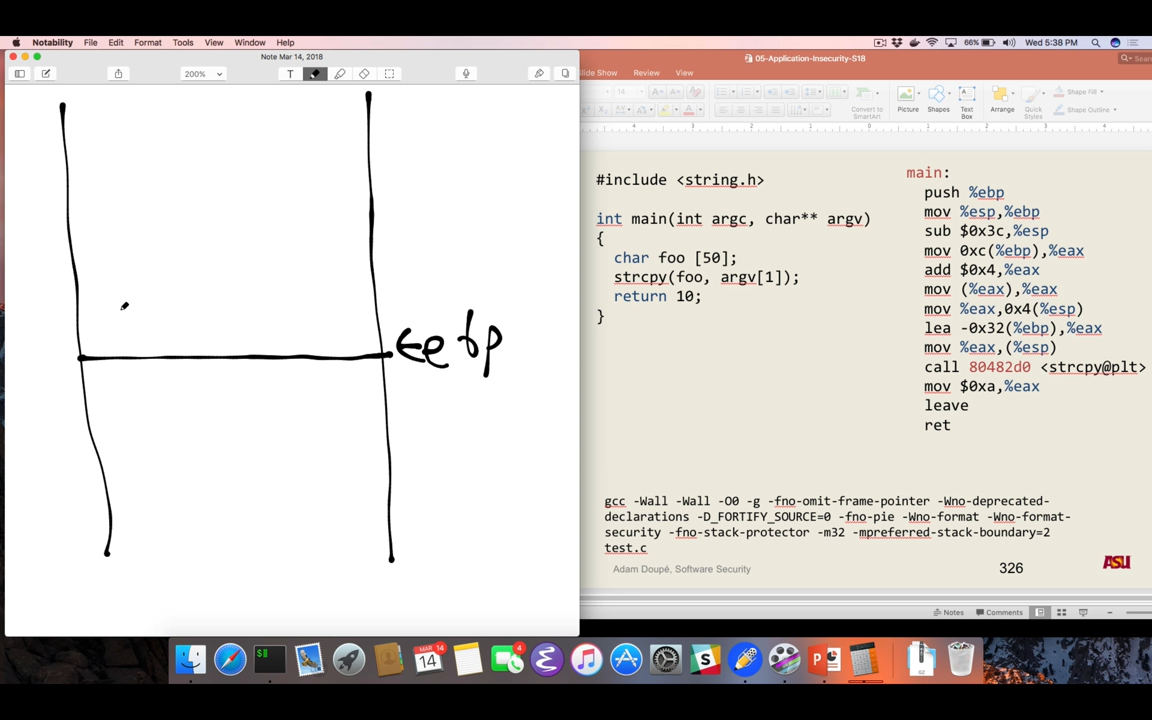 Notability File Edit Format Tools View Window Help
66% Wed 5:38 PM
Note Mar 14, 2018
200%
T
←ebp
05-Application-Insecurity-S18
Slide Show Review View
Convert to
SmartArt
Picture Shapes Text
Box Arrange Quick
Styles Shape Fill
Shape Outline
#include <string.h>
int main(int argc, char** argv)
{
char foo [50];
strcpy(foo, argv[1]);
return 10;
}
main:
push %ebp
mov %esp,%ebp
sub $0x3c,%esp
mov 0xc(%ebp),%eax
add $0x4,%eax
mov (%eax),%eax
mov %eax,0x4(%esp)
lea -0x32(%ebp),%eax
mov %eax,(%esp)
call 80482d0 <strcpy@plt>
mov $0xa,%eax
leave
ret
gcc -Wall -Wall -O0 -g -fno-omit-frame-pointer -Wno-deprecated-
declarations -D_FORTIFY_SOURCE=0 -fno-pie -Wno-format -Wno-format-
security -fno-stack-protector -m32 -mpreferred-stack-boundary=2
test.c
Adam Doupé, Software Security 326 ASU
Notes Comments
MAR 14
14
4